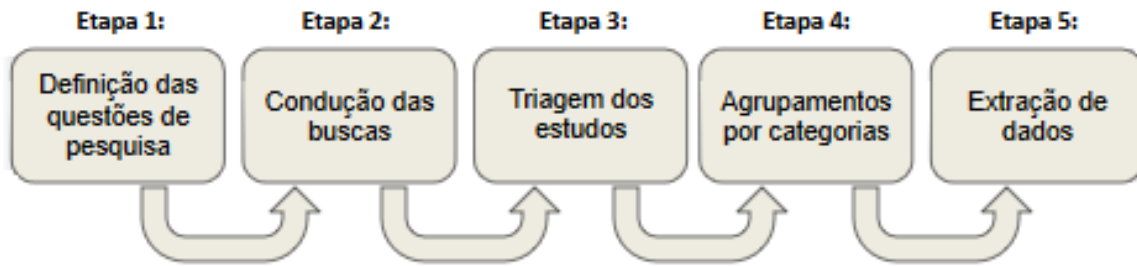 Etapa 1:
Definição das
questões de
pesquisa
Etapa 2:
Condução das
buscas
Etapa 3:
Triagem dos
estudos
Etapa 4:
Agrupamentos
por categorias
Etapa 5:
Extração de
dados